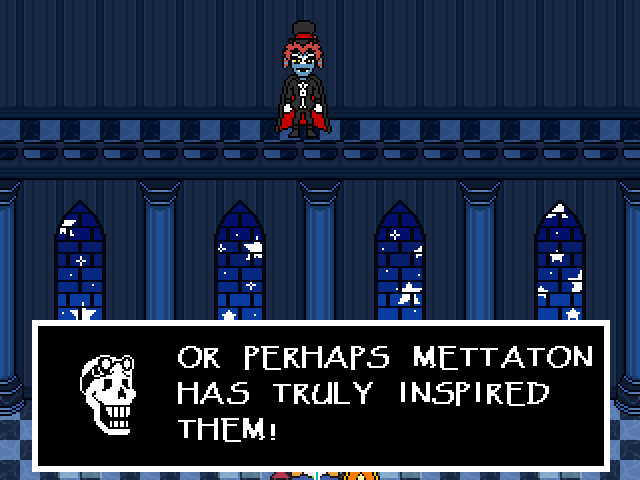 OR PERHAPS METTATON
HAS TRULY INSPIRED
THEM!